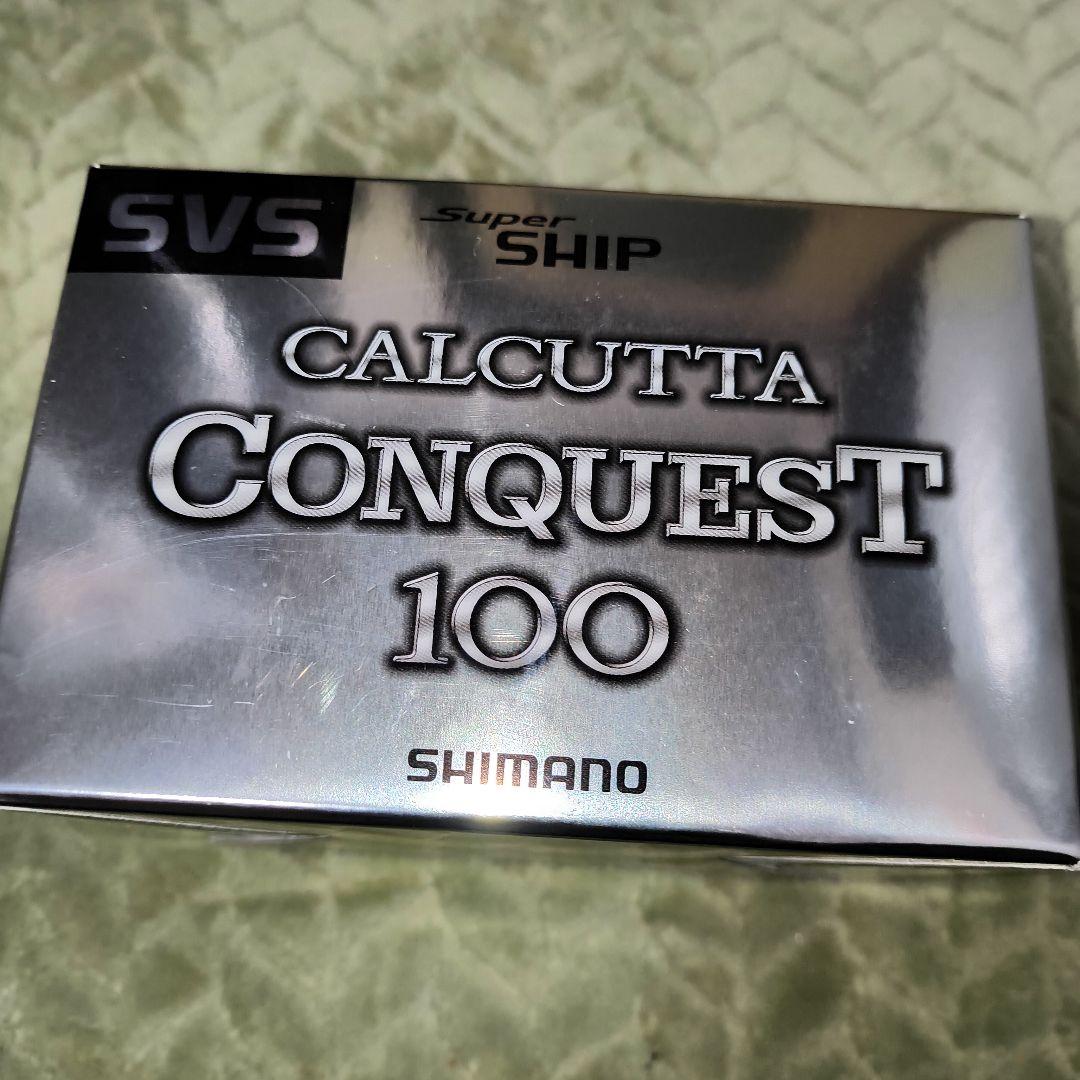 SVS
Super
SHIP
CALCUTTA
CONQUEST
100
SHIMANO